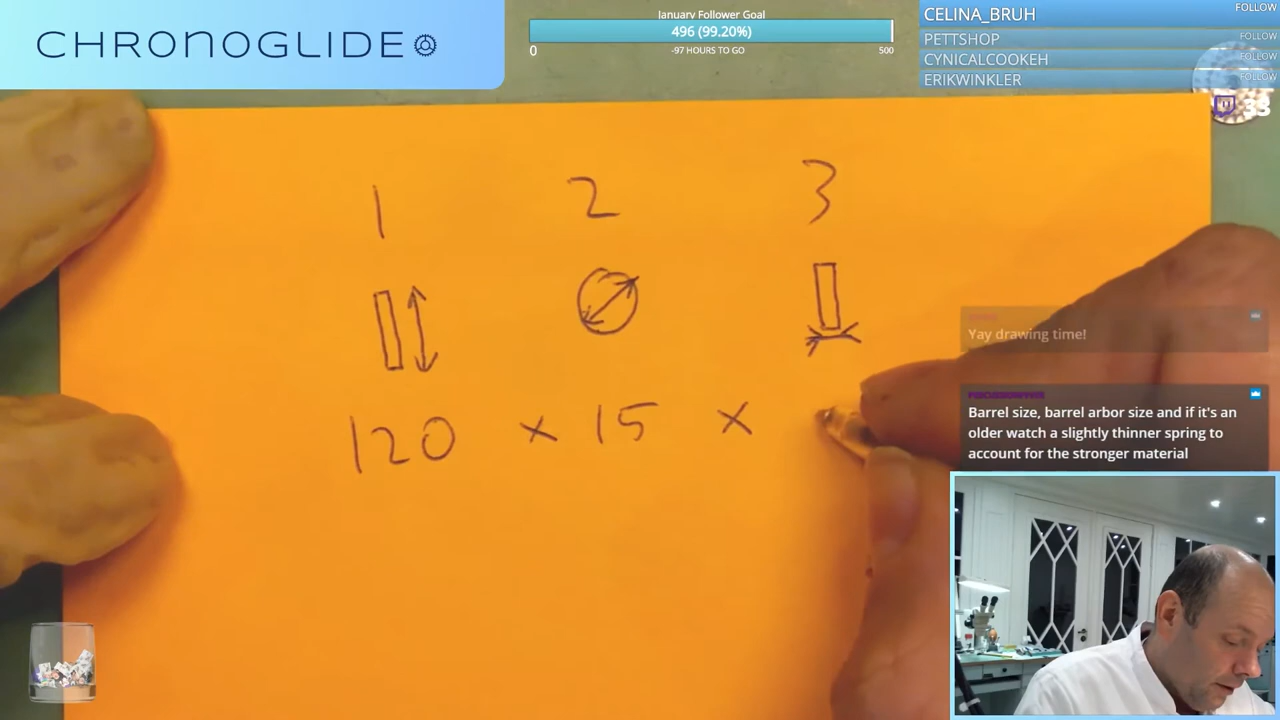 CHRONOGLIDE
January Follower Goal
496 (99.20%)
0 -97 HOURS TO GO 500
CELINA_BRUH FOLLOW
PETTSHOP FOLLOW
CYNICALCOOKEH FOLLOW
ERIKWINKLER FOLLOW
33
1 2 3
120 x 15 x
Yay drawing time!
Barrel size, barrel arbor size and if it's an
older watch a slightly thinner spring to
account for the stronger material